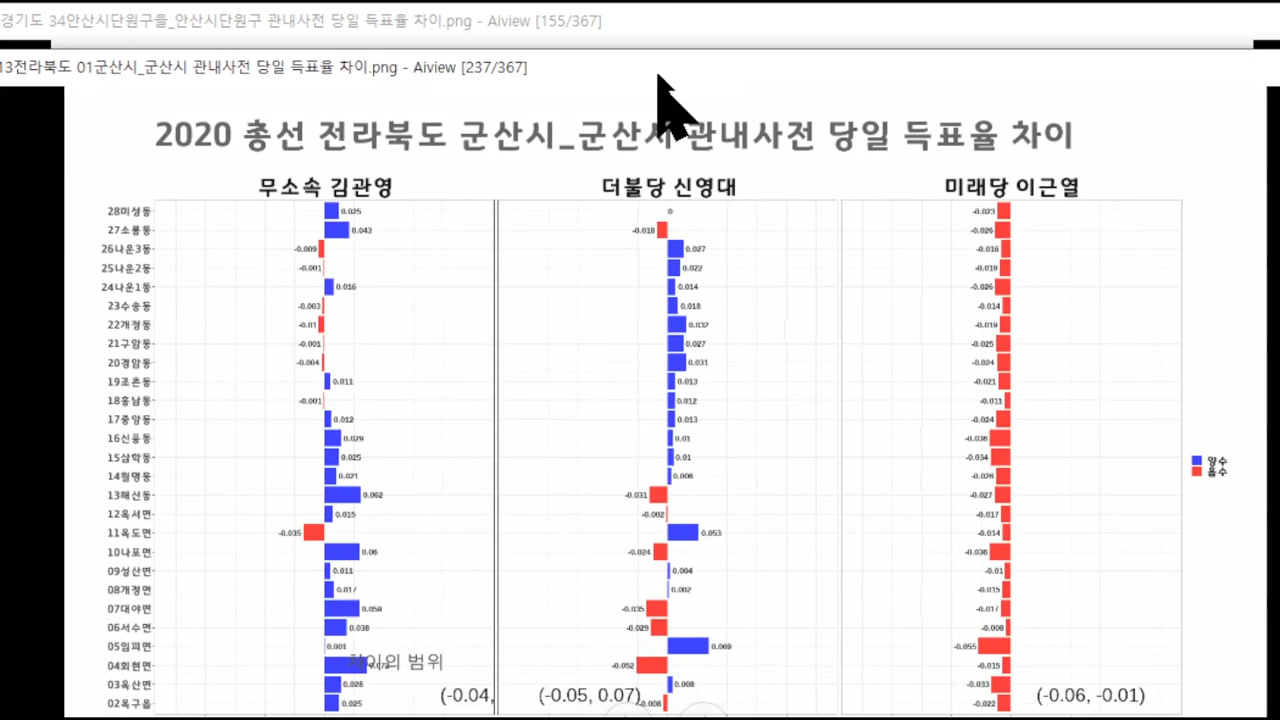 경기도 34안산시단원구을_안산시단원구 관내사전 당일 득표율 차이.png - Aiview [155/367]
13전라북도 01군산시_군산시 관내사전 당일 득표율 차이.png - Aiview [237/367]
2020 총선 전라북도 군산시_군산시 관내사전 당일 득표율 차이
무소속 김관영 더불당 신영대 미래당 이근열
28미성동 0.025 0 -0.023
27소룡동 0.043 -0.018 -0.026
26나운3동 -0.009 0.027 -0.016
25나운2동 -0.001 0.022 -0.019
24나운1동 0.016 0.014 -0.026
23수송동 -0.003 0.018 -0.014
22개정동 -0.01 0.032 -0.019
21구암동 -0.001 0.027 -0.025
20경암동 -0.004 0.031 -0.024
19조촌동 0.011 0.013 -0.021
18흥남동 -0.001 0.012 -0.011
17중앙동 0.012 0.013 -0.024
16신풍동 0.029 0.01 -0.036
15삼학동 0.025 0.01 -0.034
14월명동 0.021 0.006 -0.026
13해신동 0.062 -0.031 -0.027
12옥서면 0.015 -0.002 -0.017
11옥도면 -0.035 0.053 -0.014
10나포면 0.06 -0.024 -0.036
09성산면 0.011 0.004 -0.01
08개정면 0.017 0.002 -0.015
07대야면 0.059 -0.035 -0.017
06서수면 0.038 -0.029 -0.008
05임피면 0.001 0.069 -0.055
04회현면 -0.052 -0.015
차이의 범위
03옥산면 0.028 0.008 -0.033
02옥구읍 0.025 -0.008 -0.022
(-0.04, (-0.05, 0.07) (-0.06, -0.01)
양수
음수